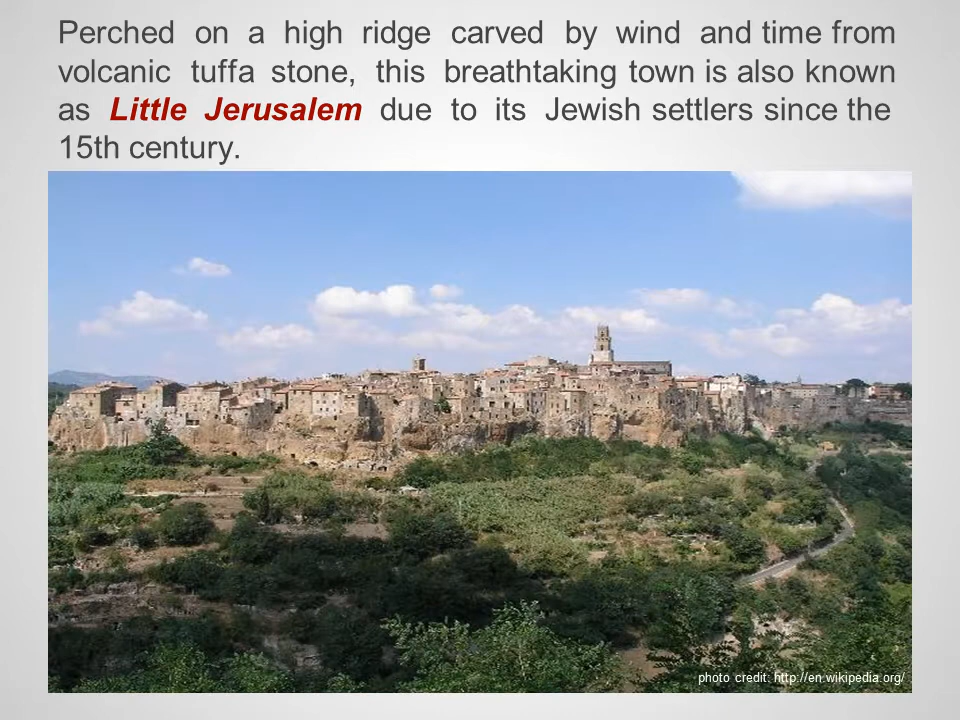 Perched on a high ridge carved by wind and time from
volcanic tuffa stone, this breathtaking town is also known
as Little Jerusalem due to its Jewish settlers since the
15th century.
photo credit: http://en.wikipedia.org/